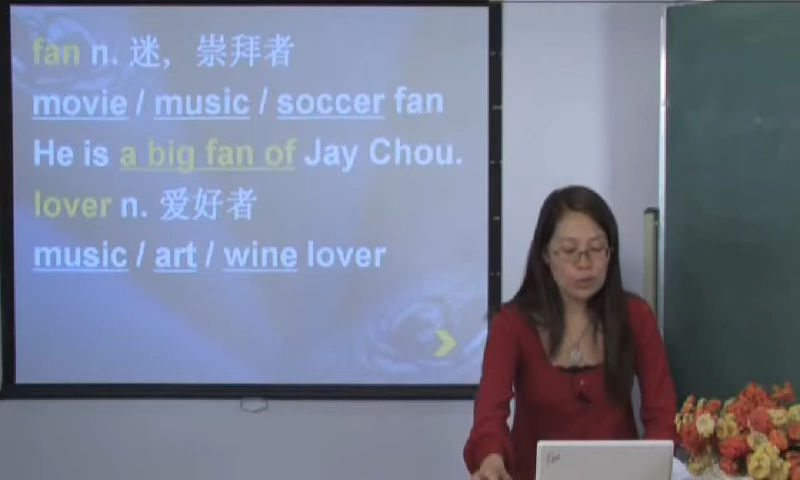 fan n. 迷，崇拜者
movie / music / soccer fan
He is a big fan of Jay Chou.
lover n. 爱好者
music / art / wine lover